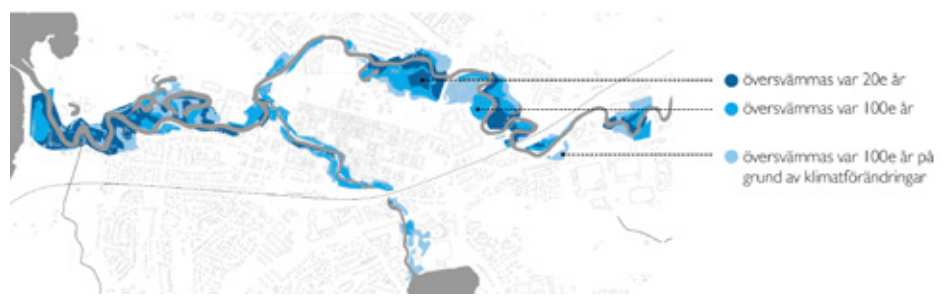 översvämmas var 20e år
översvämmas var 100e år
översvämmas var 100e år på
grund av klimatförändringar